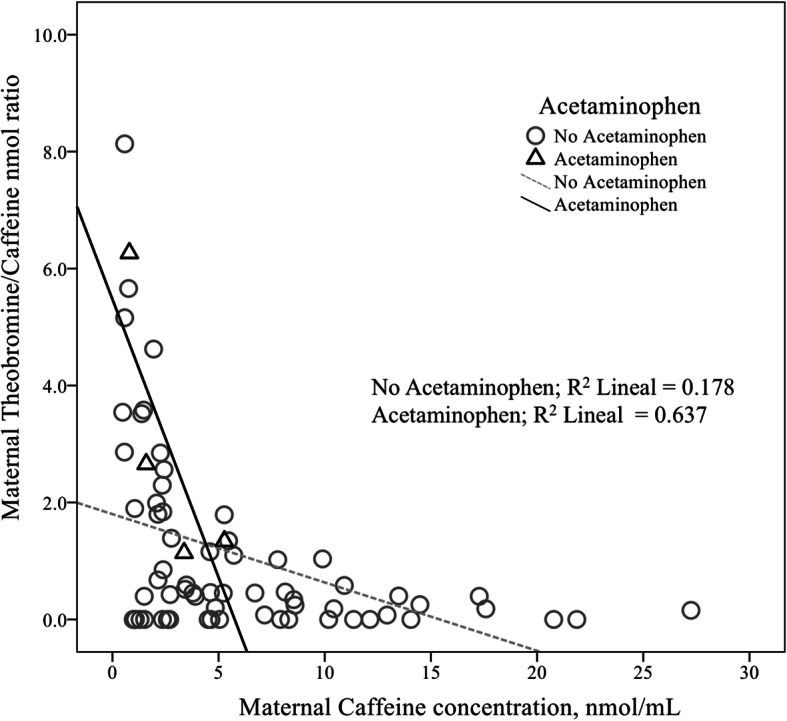 10.0
8.0
6.0
4.0
2.0
0.0
Maternal Theobromine/Caffeine nmol ratio
Acetaminophen
No Acetaminophen
Acetaminophen
No Acetaminophen
Acetaminophen
No Acetaminophen; R² Lineal = 0.178
Acetaminophen; R² Lineal = 0.637
0 5 10 15 20 25 30
Maternal Caffeine concentration, nmol/mL